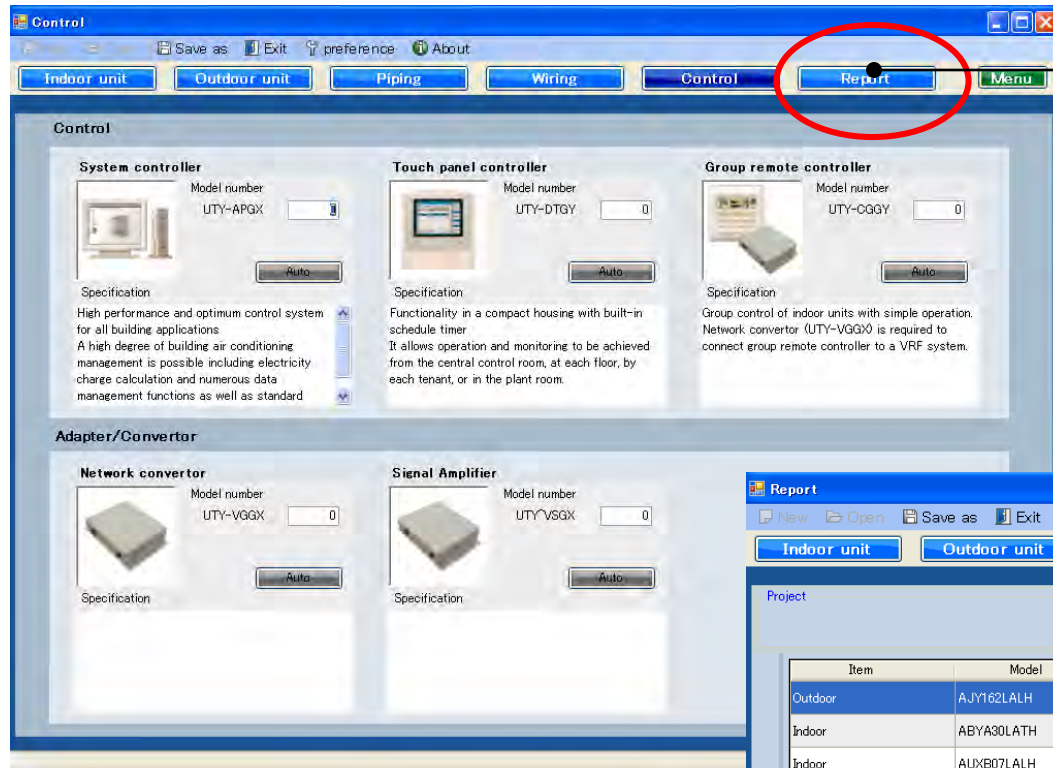 Control
Save as Exit preference About
Indoor unit Outdoor unit Piping Wiring Control Report Menu
Control
System controller
Model number
UTY-APGX
Auto
Specification
High performance and optimum control system
for all building applications
A high degree of building air conditioning
management is possible including electricity
charge calculation and numerous data
management functions as well as standard
Touch panel controller
Model number
UTY-DTGY 0
Auto
Specification
Functionality in a compact housing with built-in
schedule timer
It allows operation and monitoring to be achieved
from the central control room, at each floor, by
each tenant, or in the plant room.
Group remote controller
Model number
UTY-CGGY 0
Auto
Specification
Group control of indoor units with simple operation.
Network convertor (UTY-VGGX) is required to
connect group remote controller to a VRF system.
Adapter/Convertor
Network convertor
Model number
UTY-VGGX 0
Auto
Specification
Signal Amplifier
Model number
UTY-VSGX 0
Auto
Specification
Report
New Open Save as Exit
Indoor unit Outdoor unit
Project
Item Model
Outdoor AJY162LALH
Indoor ABYA30LATH
Indoor AUXB07LALH